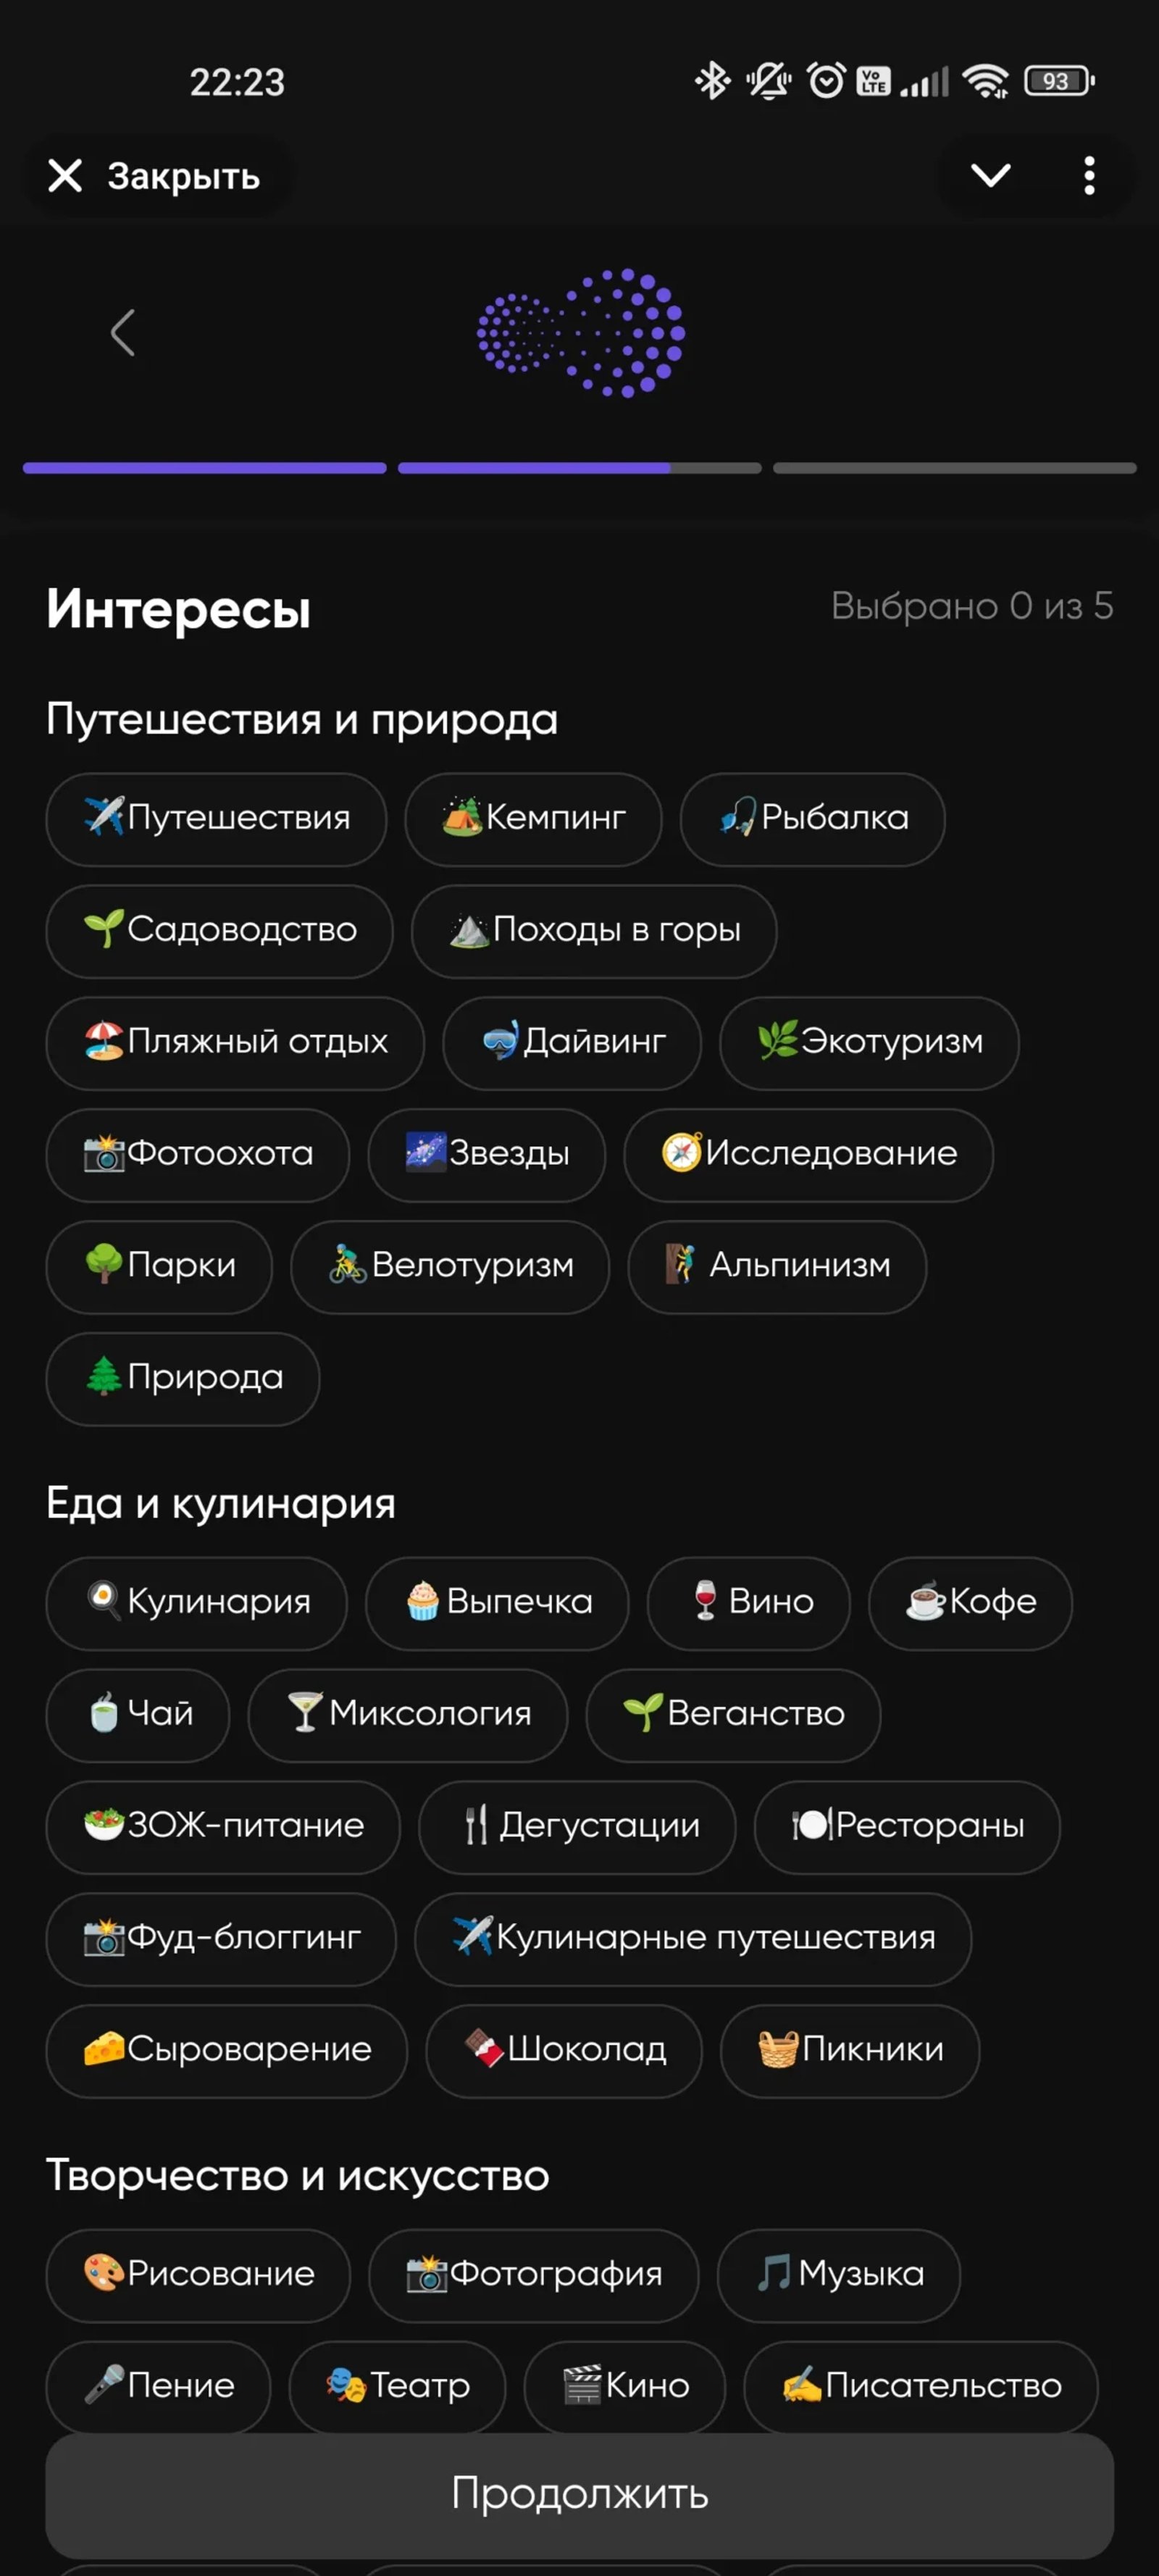 22:23
Vo LTE 93
Закрыть
Интересы
Выбрано 0 из 5
Путешествия и природа
Путешествия Кемпинг Рыбалка
Садоводство Походы в горы
Пляжный отдых Дайвинг Экотуризм
Фотоохота Звезды Исследование
Парки Велотуризм Альпинизм
Природа
Еда и кулинария
Кулинария Выпечка Вино Кофе
Чай Миксология Веганство
ЗОЖ-питание Дегустации Рестораны
Фуд-блоггинг Кулинарные путешествия
Сыроварение Шоколад Пикники
Творчество и искусство
Рисование Фотография Музыка
Пение Театр Кино Писательство
Продолжить